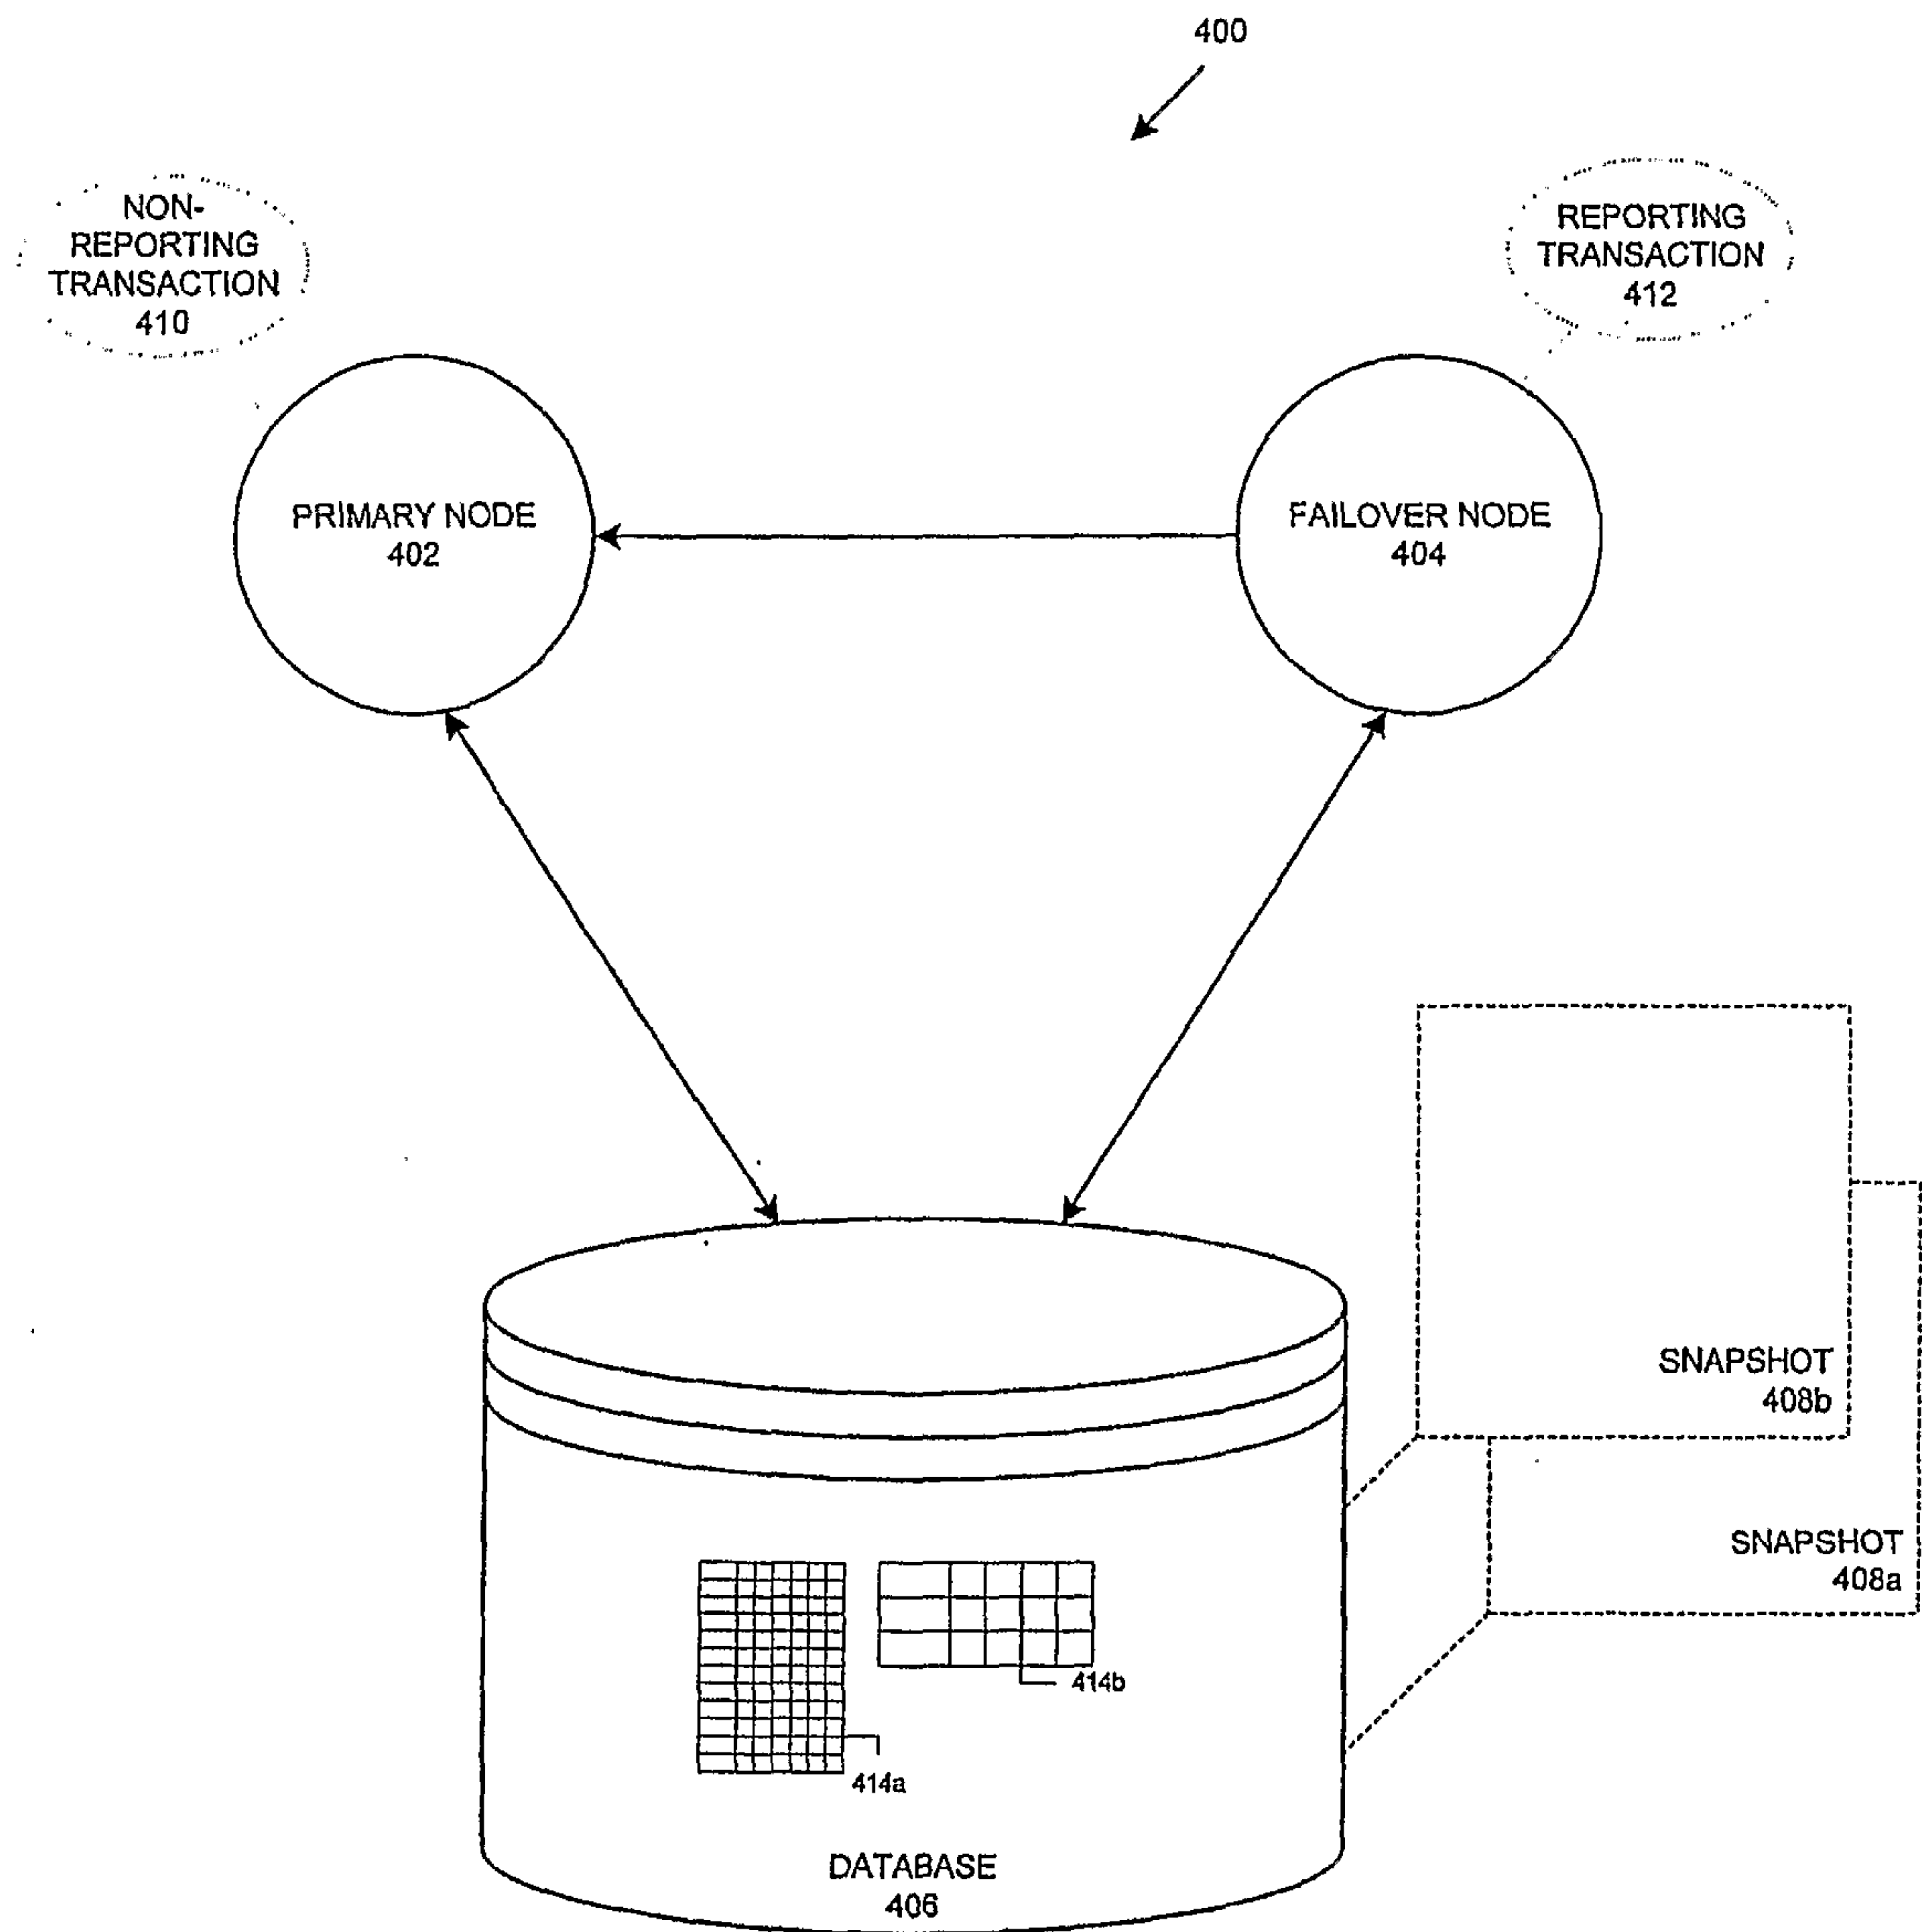 400
NON-
REPORTING
TRANSACTION
410
REPORTING
TRANSACTION
412
PRIMARY NODE
402
FAILOVER NODE
404
SNAPSHOT
408b
SNAPSHOT
408a
414b
414a
DATABASE
406